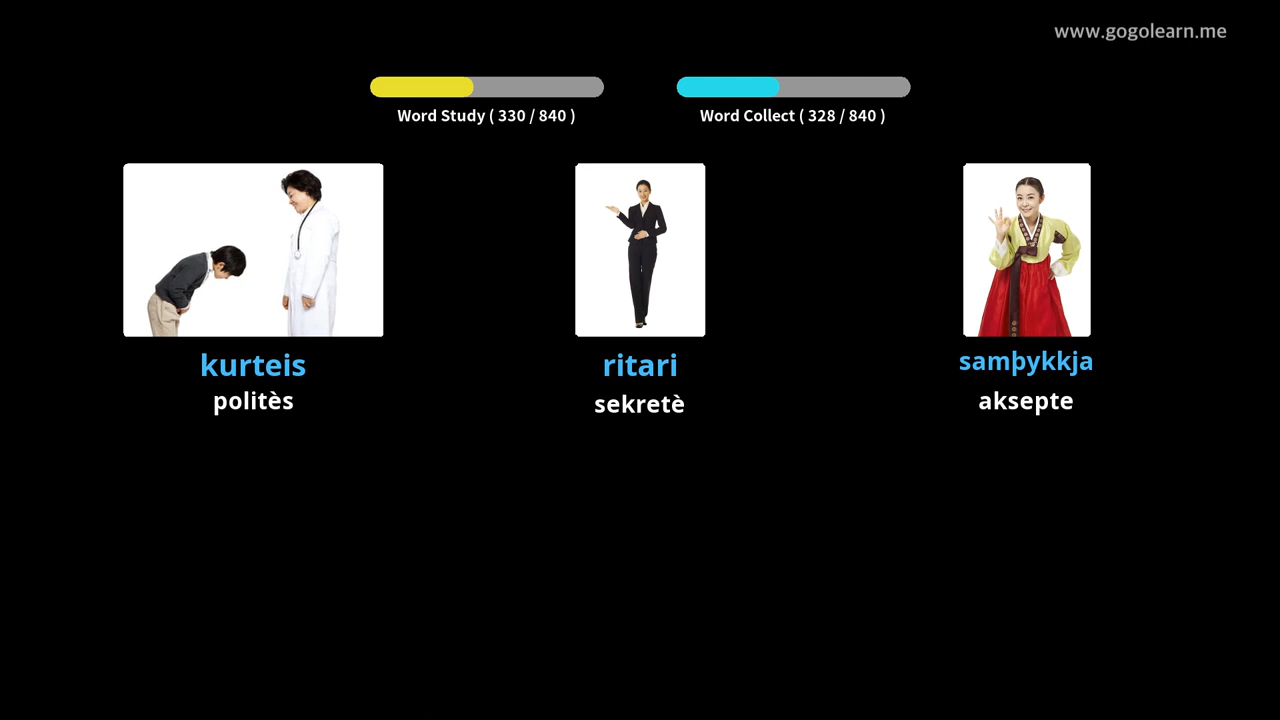 www.gogolearn.me
Word Study ( 330 / 840 )
Word Collect ( 328 / 840 )
kurteis
politès
ritari
sekretè
samþykkja
aksepte